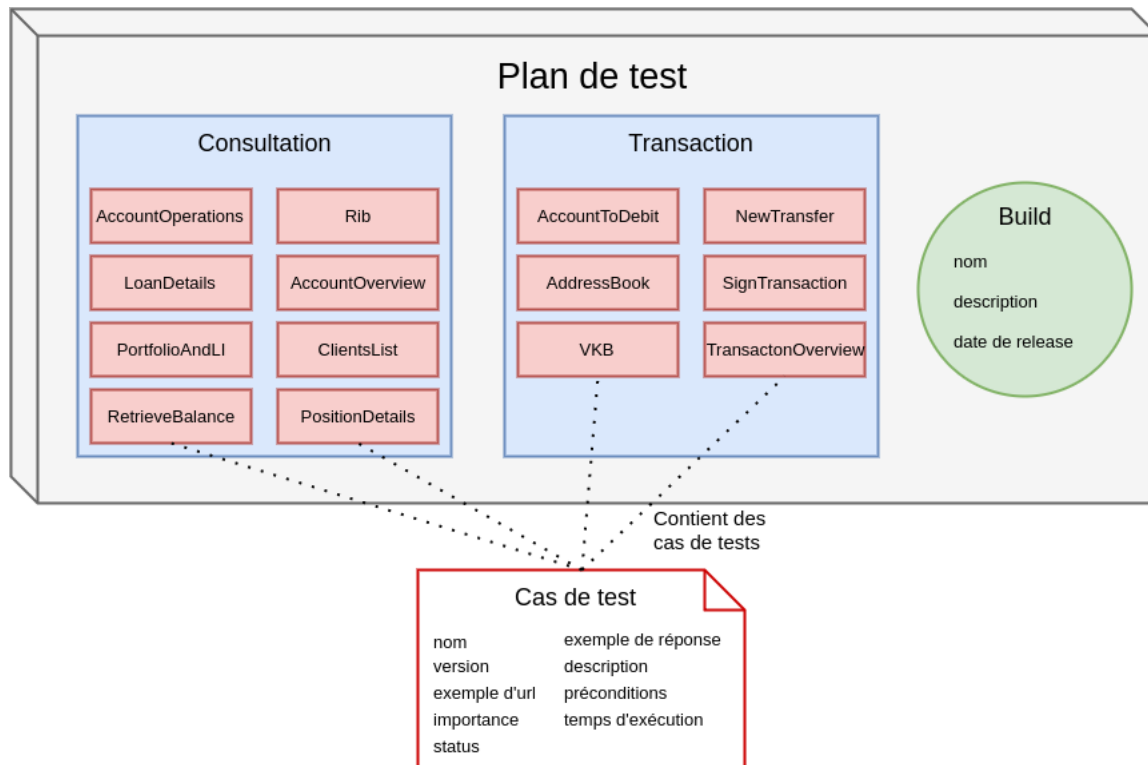 Plan de test
Consultation
AccountOperations
Rib
LoanDetails
AccountOverview
PortfolioAndLI
ClientsList
RetrieveBalance
PositionDetails
Transaction
AccountToDebit
NewTransfer
AddressBook
SignTransaction
VKB
TransactonOverview
Build
nom
description
date de release
Contient des
cas de tests
Cas de test
nom
version
exemple d'url
importance
status
exemple de réponse
description
préconditions
temps d'exécution